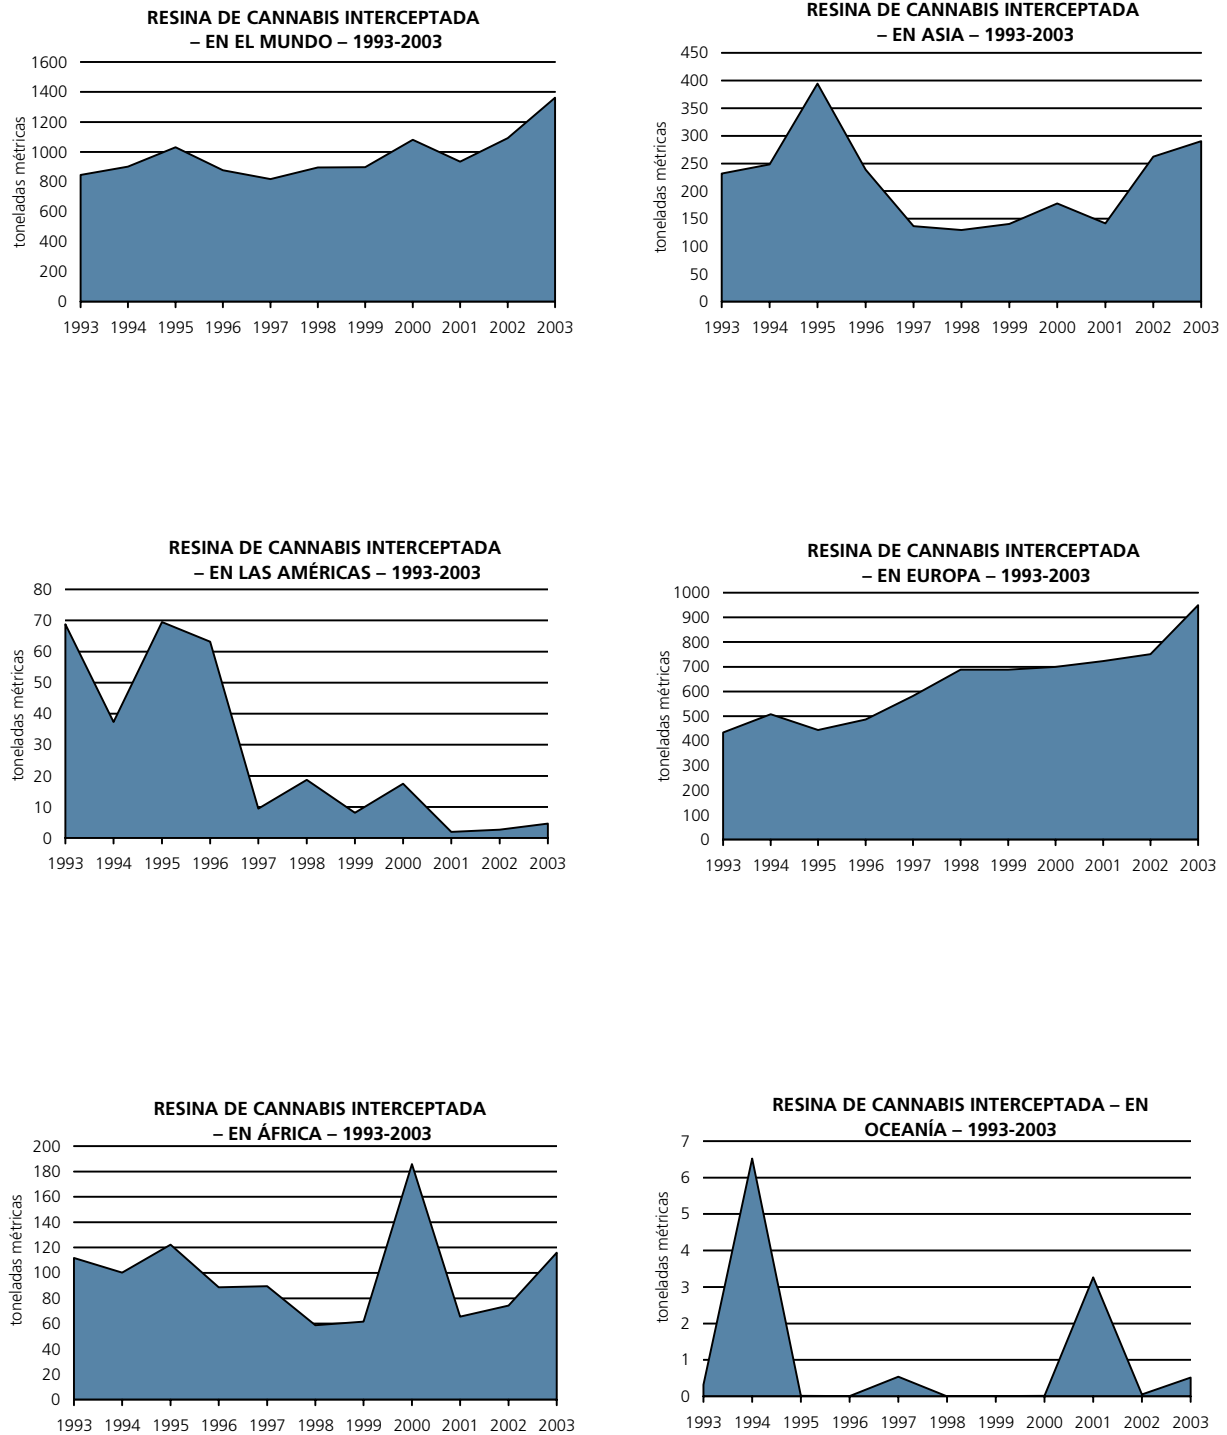 RESINA DE CANNABIS INTERCEPTADA
– EN EL MUNDO – 1993-2003
toneladas métricas
1600
1400
1200
1000
800
600
400
200
0
1993 1994 1995 1996 1997 1998 1999 2000 2001 2002 2003
RESINA DE CANNABIS INTERCEPTADA
– EN ASIA – 1993-2003
toneladas métricas
450
400
350
300
250
200
150
100
50
0
1993 1994 1995 1996 1997 1998 1999 2000 2001 2002 2003
RESINA DE CANNABIS INTERCEPTADA
– EN LAS AMÉRICAS – 1993-2003
toneladas métricas
80
70
60
50
40
30
20
10
0
1993 1994 1995 1996 1997 1998 1999 2000 2001 2002 2003
RESINA DE CANNABIS INTERCEPTADA
– EN EUROPA – 1993-2003
toneladas métricas
1000
900
800
700
600
500
400
300
200
100
0
1993 1994 1995 1996 1997 1998 1999 2000 2001 2002 2003
RESINA DE CANNABIS INTERCEPTADA
– EN ÁFRICA – 1993-2003
toneladas métricas
200
180
160
140
120
100
80
60
40
20
0
1993 1994 1995 1996 1997 1998 1999 2000 2001 2002 2003
RESINA DE CANNABIS INTERCEPTADA – EN
OCEANÍA – 1993-2003
toneladas métricas
7
6
5
4
3
2
1
0
1993 1994 1995 1996 1997 1998 1999 2000 2001 2002 2003